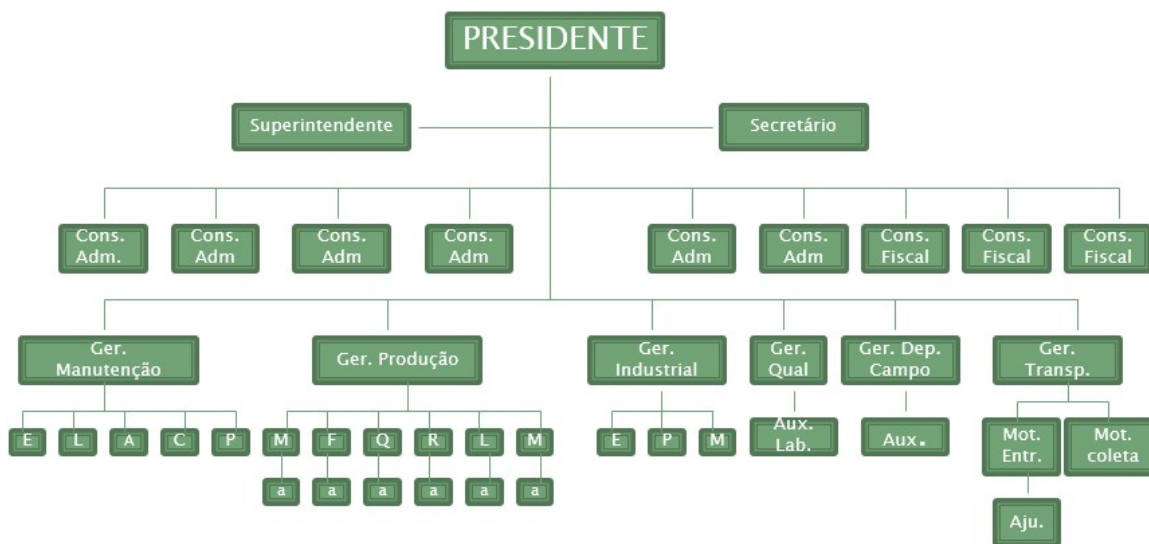 PRESIDENTE
Superintendente
Secretário
Cons.
Adm.
Cons.
Adm
Cons.
Adm
Cons.
Adm
Cons.
Adm
Cons.
Adm
Cons.
Fiscal
Cons.
Fiscal
Cons.
Fiscal
Ger.
Manutenção
Ger. Produção
Ger.
Industrial
Ger.
Qual
Ger. Dep.
Campo
Ger.
Transp.
E
L
A
C
P
M
F
Q
R
L
M
E
P
M
Aux.
Lab.
Aux.
Mot.
Entr.
Mot.
coleta
a
a
a
a
a
a
Aju.